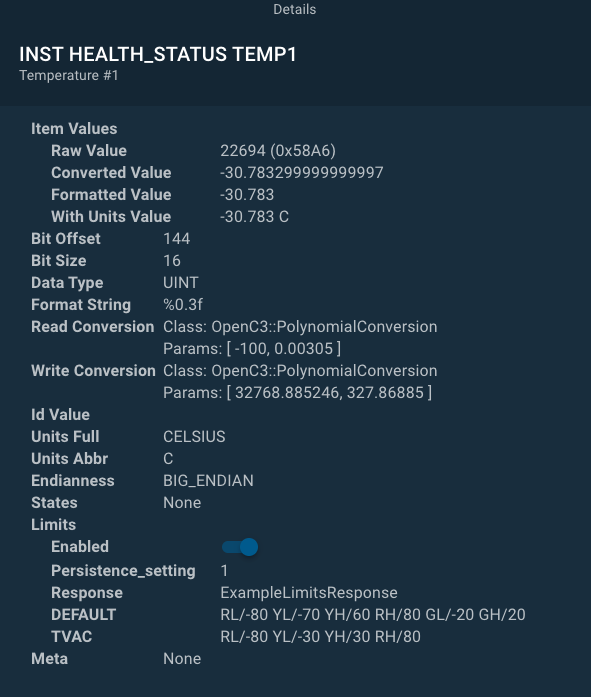 Details
INST HEALTH_STATUS TEMP1
Temperature #1
Item Values
Raw Value 22694 (0x58A6)
Converted Value -30.783299999999997
Formatted Value -30.783
With Units Value -30.783 C
Bit Offset 144
Bit Size 16
Data Type UINT
Format String %0.3f
Read Conversion Class: OpenC3::PolynomialConversion
Params: [ -100, 0.00305 ]
Write Conversion Class: OpenC3::PolynomialConversion
Params: [ 32768.885246, 327.86885 ]
Id Value
Units Full CELSIUS
Units Abbr C
Endianness BIG_ENDIAN
States None
Limits
Enabled
Persistence_setting 1
Response ExampleLimitsResponse
DEFAULT RL/-80 YL/-70 YH/60 RH/80 GL/-20 GH/20
TVAC RL/-80 YL/-30 YH/30 RH/80
Meta None